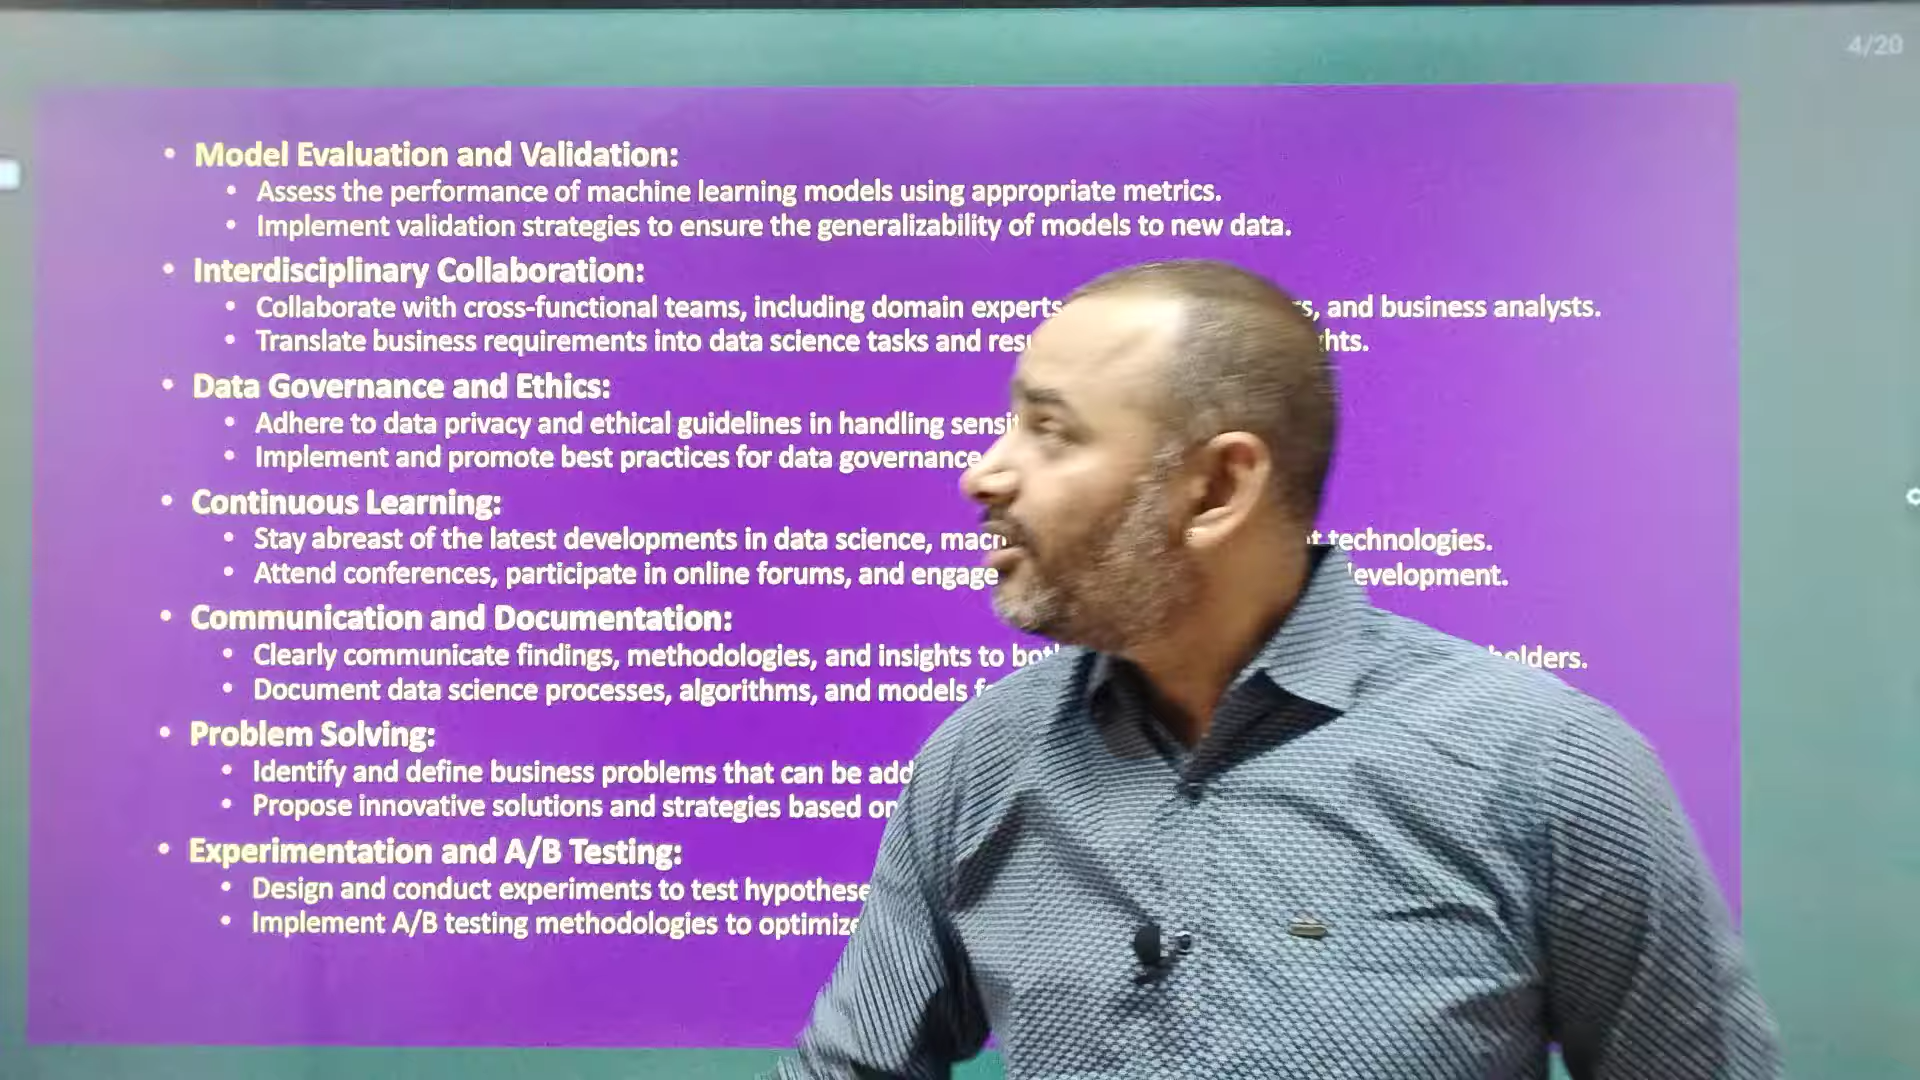 4/20
• Model Evaluation and Validation:
• Assess the performance of machine learning models using appropriate metrics.
• Implement validation strategies to ensure the generalizability of models to new data.
• Interdisciplinary Collaboration:
• Collaborate with cross-functional teams, including domain experts and business analysts.
• Translate business requirements into data science tasks and
• Data Governance and Ethics:
• Adhere to data privacy and ethical guidelines in handling
• Implement and promote best practices for data governance
• Continuous Learning:
• Stay abreast of the latest developments in data science, technologies.
• Attend conferences, participate in online forums, and engage
• Communication and Documentation:
• Clearly communicate findings, methodologies, and insights to
• Document data science processes, algorithms, and models
• Problem Solving:
• Identify and define business problems that can be
• Propose innovative solutions and strategies based
• Experimentation and A/B Testing:
• Design and conduct experiments to test
• Implement A/B testing methodologies to